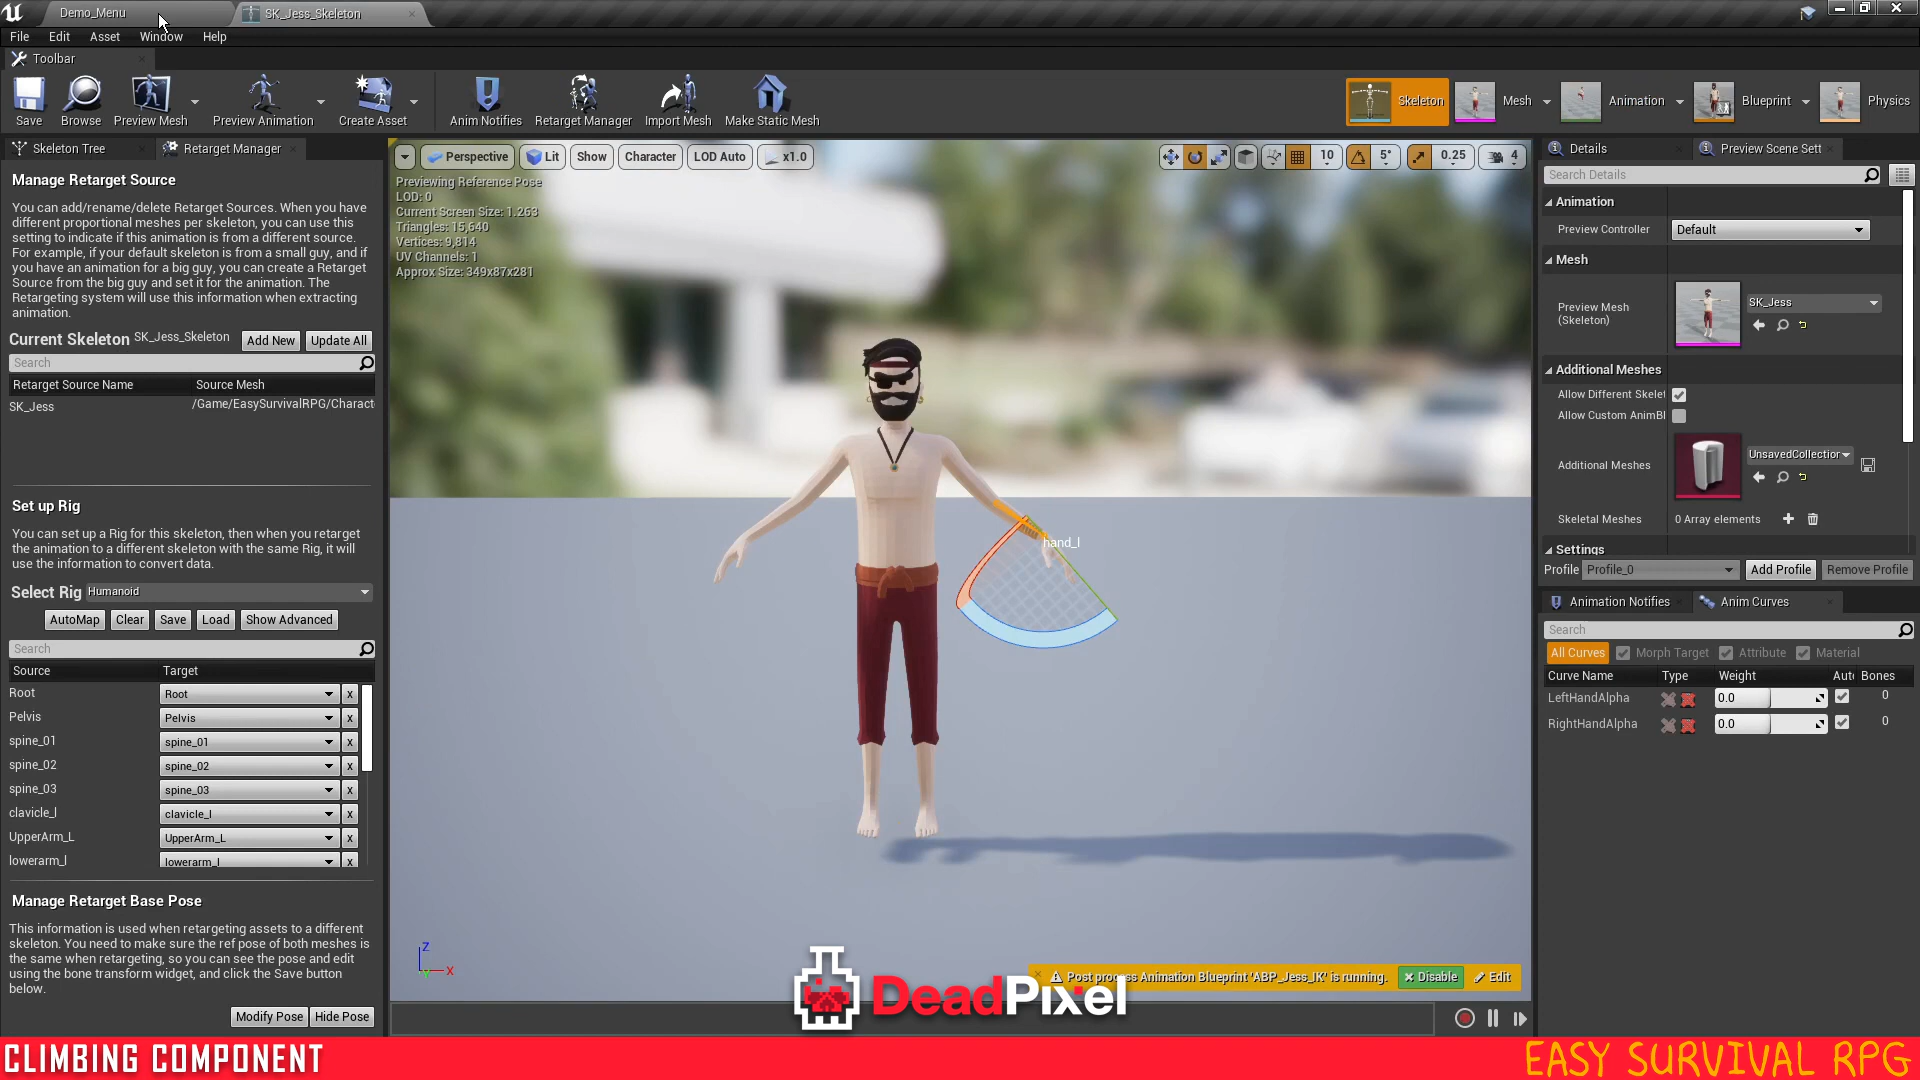 Demo_Menu
SK_Jess_Skeleton
File Edit Asset Window Help
Toolbar
Save Browse Preview Mesh Preview Animation Create Asset Anim Notifies Retarget Manager Import Mesh Make Static Mesh
Skeleton Mesh Animation Blueprint Physics
Skeleton Tree
Retarget Manager
Manage Retarget Source
You can add/rename/delete Retarget Sources. When you have
different proportional meshes per skeleton, you can use this
setting to indicate if this animation is from a different source.
For example, if your default skeleton is from a small guy, and if
you have an animation for a big guy, you can create a Retarget
Source from the big guy and set it for the animation. The
Retargeting system will use this information when extracting
animation.
Current Skeleton SK_Jess_Skeleton Add New Update All
Search
Retarget Source Name Source Mesh
SK_Jess /Game/EasySurvivalRPG/Charact
Set up Rig
You can set up a Rig for this skeleton, then when you retarget
the animation to a different skeleton with the same Rig, it will
use the information to convert data.
Select Rig Humanoid
AutoMap Clear Save Load Show Advanced
Search
Source Target
Root Root x
Pelvis Pelvis x
spine_01 spine_01 x
spine_02 spine_02 x
spine_03 spine_03 x
clavicle_l clavicle_l x
UpperArm_L UpperArm_L x
lowerarm_l lowerarm_l x
Manage Retarget Base Pose
This information is used when retargeting assets to a different
skeleton. You need to make sure the ref pose of both meshes is
the same when retargeting, so you can see the pose and edit
using the bone transform widget, and click the Save button
below.
Modify Pose Hide Pose
Perspective Lit Show Character LOD Auto x1.0
10 5° 0.25 4
Previewing Reference Pose
LOD: 0
Current Screen Size: 1.263
Triangles: 15,640
Vertices: 9,814
UV Channels: 1
Approx Size: 349x87x281
hand_l
Z
Y
X
Post process Animation Blueprint 'ABP_Jess_IK' is running. Disable Edit
DeadPixel
Details
Preview Scene Sett
Search Details
Animation
Preview Controller Default
Mesh
Preview Mesh
(Skeleton)
SK_Jess
Additional Meshes
Allow Different Skelet
Allow Custom AnimBl
Additional Meshes
UnsavedCollection
Skeletal Meshes 0 Array elements
Settings
Profile Profile_0 Add Profile Remove Profile
Animation Notifies
Anim Curves
Search
All Curves Morph Target Attribute Material
Curve Name Type Weight Aut Bones
LeftHandAlpha 0.0 0
RightHandAlpha 0.0 0
CLIMBING COMPONENT
EASY SURVIVAL RPG